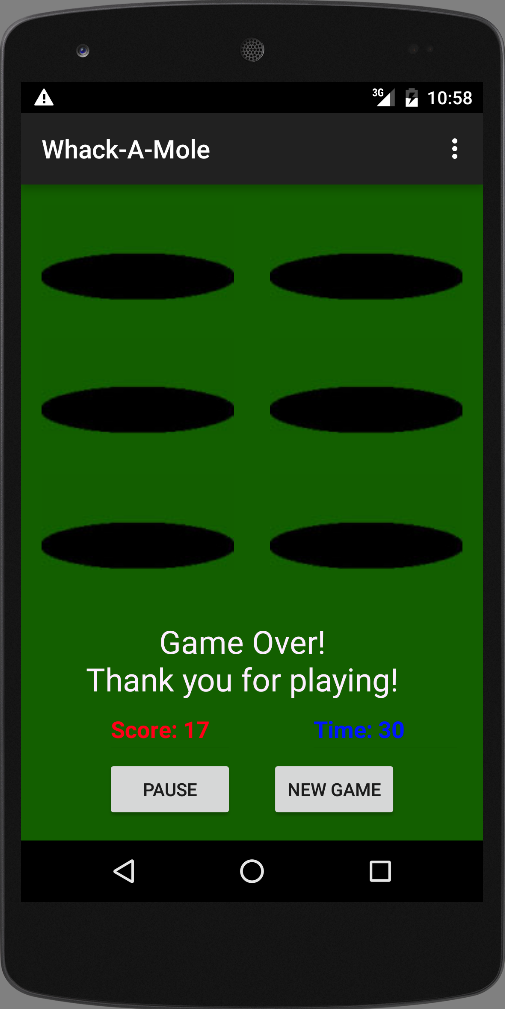 3G 10:58
Whack-A-Mole
Game Over!
Thank you for playing!
Score: 17 Time: 30
PAUSE NEW GAME